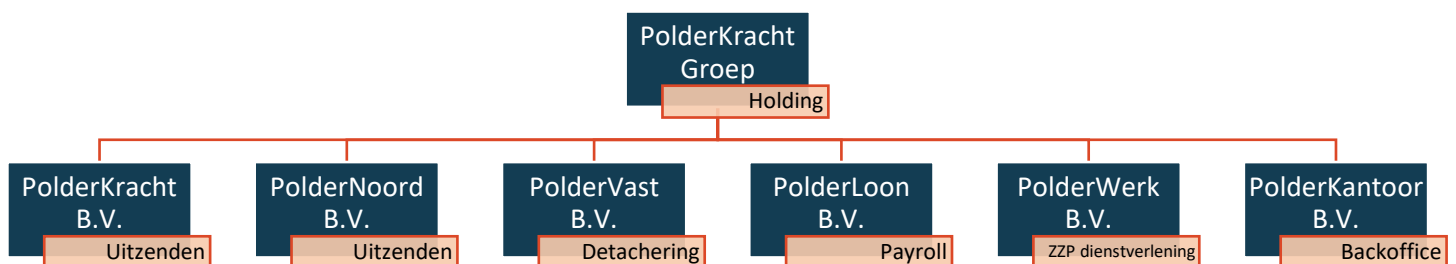 PolderKracht
Groep
Holding
PolderKracht
B.V.
Uitzenden
PolderNoord
B.V.
Uitzenden
PolderVast
B.V.
Detachering
PolderLoon
B.V.
Payroll
PolderWerk
B.V.
ZZP dienstverlening
PolderKantoor
B.V.
Backoffice